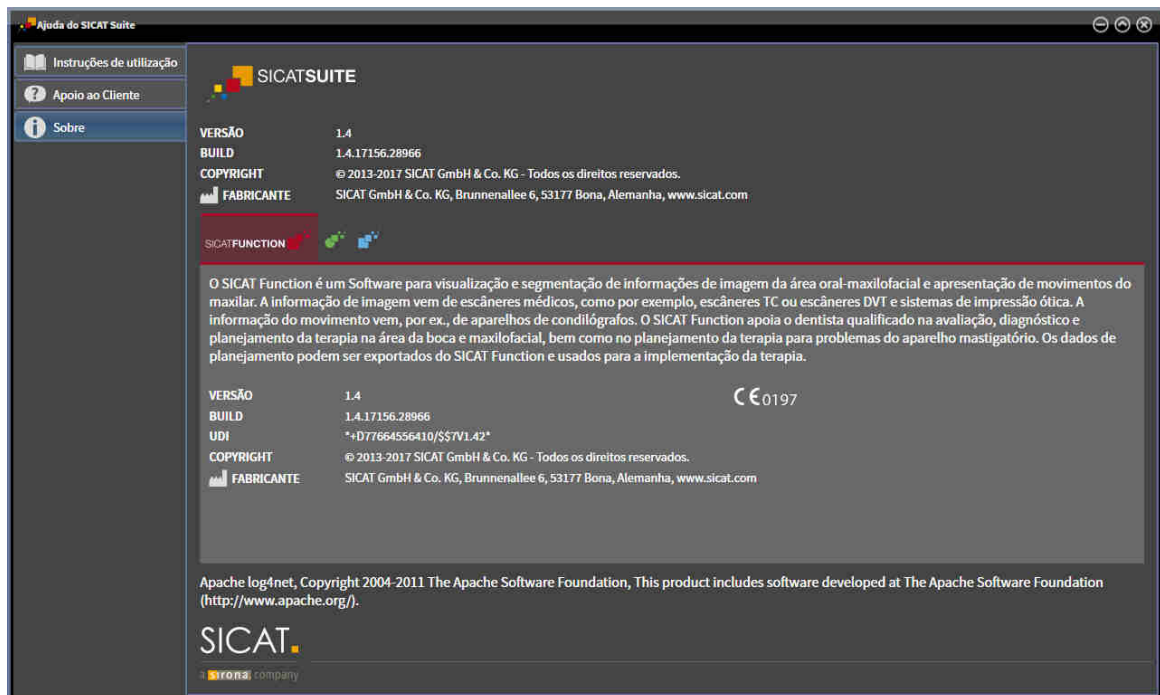 Ajuda do SICAT Suite
Instruções de utilização
Apoio ao Cliente
Sobre
SICATSUITE
VERSÃO 1.4
BUILD 1.4.17156.28966
COPYRIGHT © 2013-2017 SICAT GmbH & Co. KG - Todos os direitos reservados.
FABRICANTE SICAT GmbH & Co. KG, Brunnenallee 6, 53177 Bona, Alemanha, www.sicat.com
SICATFUNCTION
O SICAT Function é um Software para visualização e segmentação de informações de imagem da área oral-maxilofacial e apresentação de movimentos do
maxilar. A informação de imagem vem de escâneres médicos, como por exemplo, escâneres TC ou escâneres DVT e sistemas de impressão ótica. A
informação do movimento vem, por ex., de aparelhos de condilógrafos. O SICAT Function apoia o dentista qualificado na avaliação, diagnóstico e
planejamento da terapia na área da boca e maxilofacial, bem como no planejamento da terapia para problemas do aparelho mastigatório. Os dados de
planejamento podem ser exportados do SICAT Function e usados para a implementação da terapia.
VERSÃO 1.4
CE0197
BUILD 1.4.17156.28966
UDI *+D77664556410/$$7V1.42*
COPYRIGHT © 2013-2017 SICAT GmbH & Co. KG - Todos os direitos reservados.
FABRICANTE SICAT GmbH & Co. KG, Brunnenallee 6, 53177 Bona, Alemanha, www.sicat.com
Apache log4net, Copyright 2004-2011 The Apache Software Foundation, This product includes software developed at The Apache Software Foundation
(http://www.apache.org/).
SICAT.
a sirona company